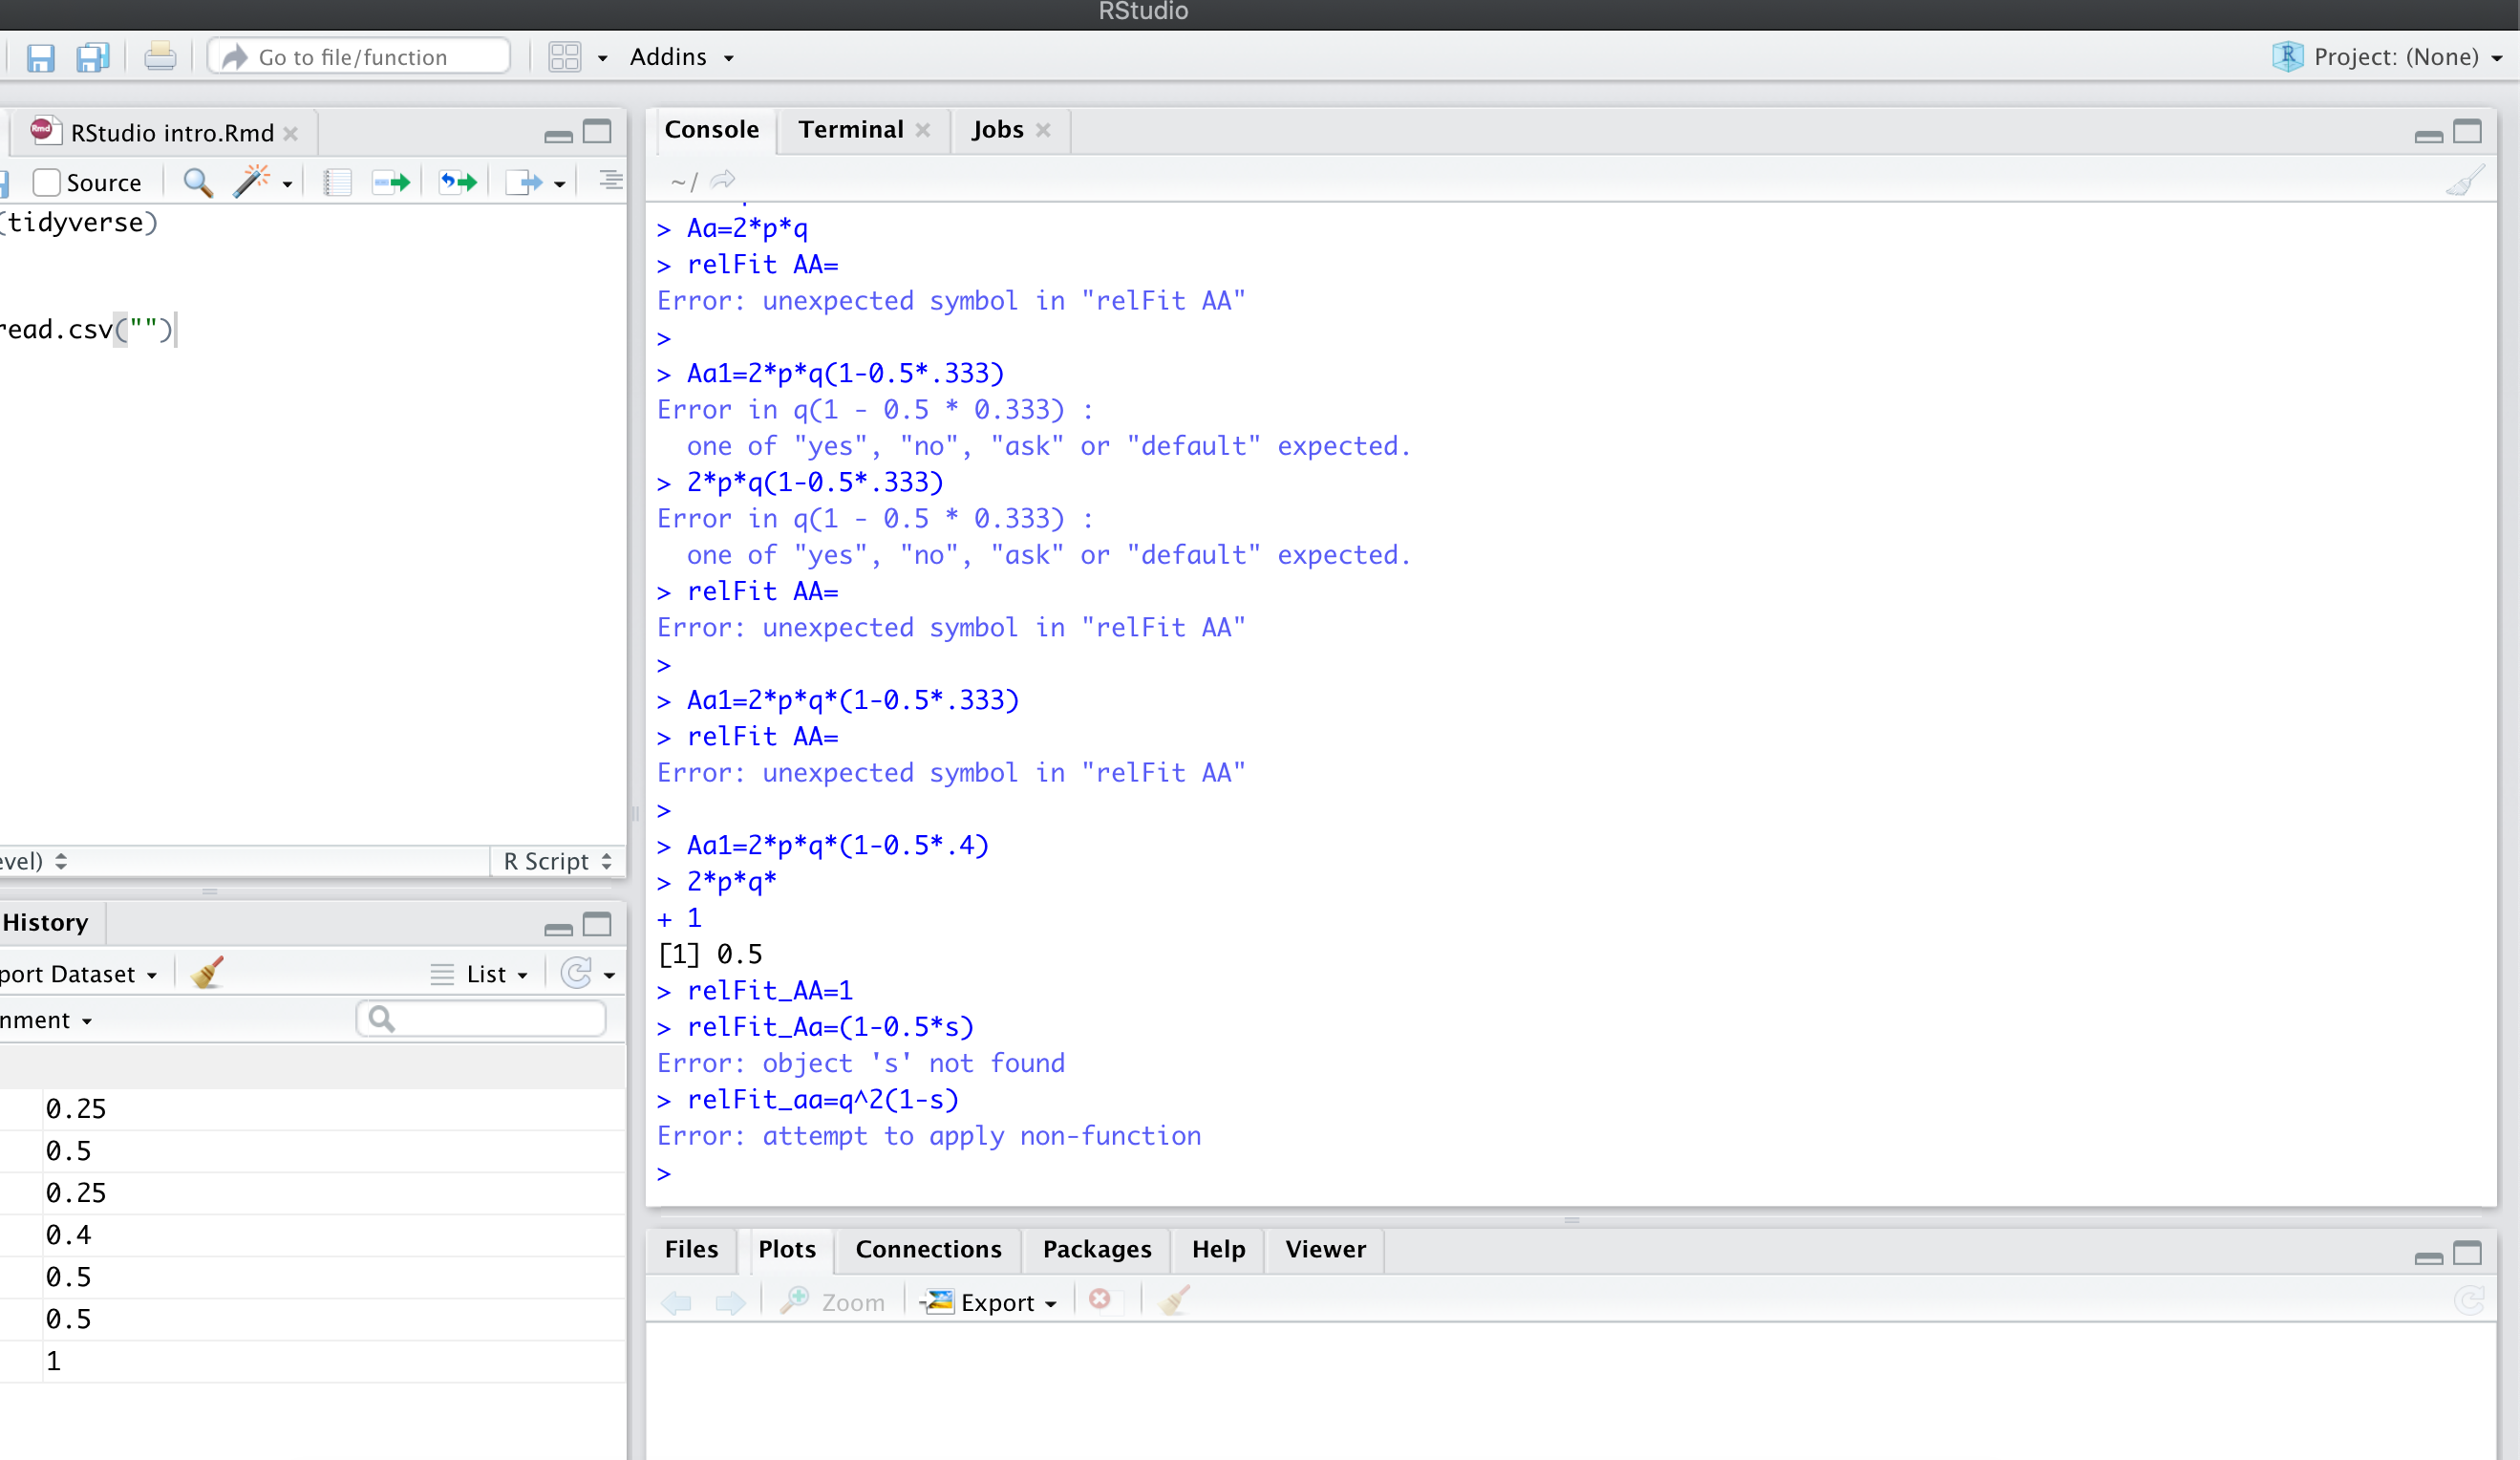 RStudio
Go to file/function
Addins
Project: (None)
RStudio intro.Rmd
Source
(tidyverse)
read.csv("")
evel)
R Script
History
port Dataset
List
nment
0.25
0.5
0.25
0.4
0.5
0.5
1
Console Terminal Jobs
~/
> Aa=2*p*q
> relFit AA=
Error: unexpected symbol in "relFit AA"
>
> Aa1=2*p*q(1-0.5*.333)
Error in q(1 - 0.5 * 0.333) :
  one of "yes", "no", "ask" or "default" expected.
> 2*p*q(1-0.5*.333)
Error in q(1 - 0.5 * 0.333) :
  one of "yes", "no", "ask" or "default" expected.
> relFit AA=
Error: unexpected symbol in "relFit AA"
>
> Aa1=2*p*q*(1-0.5*.333)
> relFit AA=
Error: unexpected symbol in "relFit AA"
>
> Aa1=2*p*q*(1-0.5*.4)
> 2*p*q*
+ 1
[1] 0.5
> relFit_AA=1
> relFit_Aa=(1-0.5*s)
Error: object 's' not found
> relFit_aa=q^2(1-s)
Error: attempt to apply non-function
>
Files Plots Connections Packages Help Viewer
Zoom Export